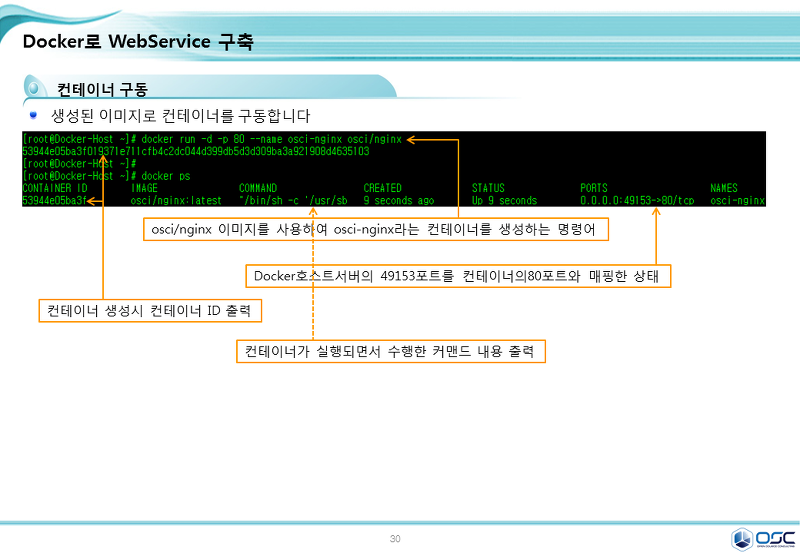 Docker로 WebService 구축
컨테이너 구동
생성된 이미지로 컨테이너를 구동합니다
[root@Docker-Host ~]# docker run -d -p 80 --name osci-nginx osci/nginx
53944e05ba3f019371e711cfb4c2dc044d399db5d3d309ba3a921908d4635103
[root@Docker-Host ~]#
[root@Docker-Host ~]# docker ps
CONTAINER ID IMAGE COMMAND CREATED STATUS PORTS NAMES
53944e05ba3f osci/nginx:latest "/bin/sh -c '/usr/sb 9 seconds ago Up 9 seconds 0.0.0.0:49153->80/tcp osci-nginx
osci/nginx 이미지를 사용하여 osci-nginx라는 컨테이너를 생성하는 명령어
Docker호스트서버의 49153포트를 컨테이너의80포트와 매핑한 상태
컨테이너 생성시 컨테이너 ID 출력
컨테이너가 실행되면서 수행한 커맨드 내용 출력
30
OSC
OPEN SOURCE CONSULTING